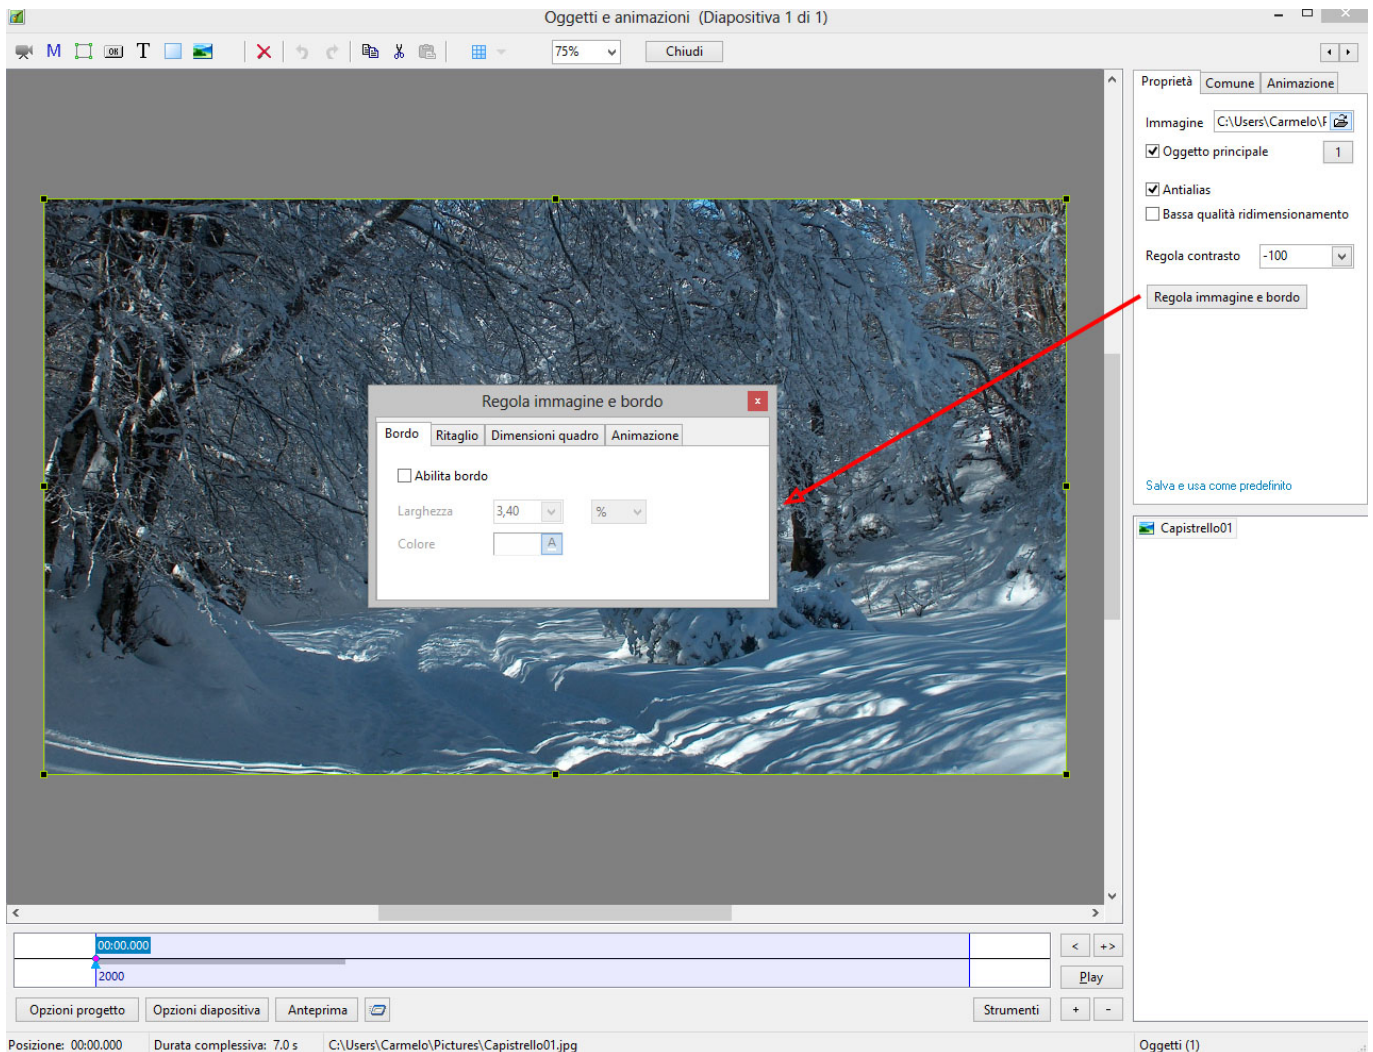 Oggetti e animazioni (Diapositiva 1 di 1)
M OK T 75% Chiudi
Proprietà Comune Animazione
Immagine C:\Users\Carmelo\F
Oggetto principale 1
Antialias
Bassa qualità ridimensionamento
Regola contrasto -100
Regola immagine e bordo
Salva e usa come predefinito
Capistrello01
Regola immagine e bordo x
Bordo Ritaglio Dimensioni quadro Animazione
Abilita bordo
Larghezza 3,40 %
Colore A
00:00.000
2000
< +>
Play
Opzioni progetto Opzioni diapositiva Anteprima Strumenti + -
Posizione: 00:00.000 Durata complessiva: 7.0 s C:\Users\Carmelo\Pictures\Capistrello01.jpg Oggetti (1)